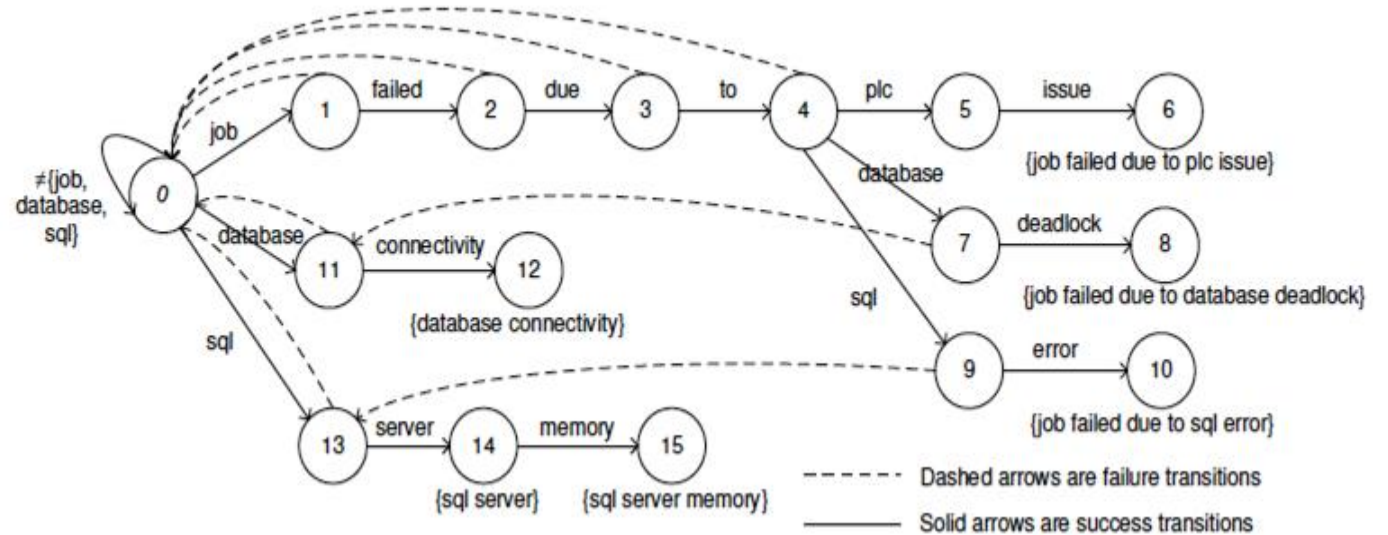 failed
due
to
plc
issue
1
2
3
4
5
6
job
{job failed due to plc issue}
0
≠{job,
database,
sql}
database
database
connectivity
deadlock
7
8
11
12
{job failed due to database deadlock}
sql
{database connectivity}
sql
error
9
10
{job failed due to sql error}
server
memory
13
14
15
{sql server}
{sql server memory}
Dashed arrows are failure transitions
Solid arrows are success transitions